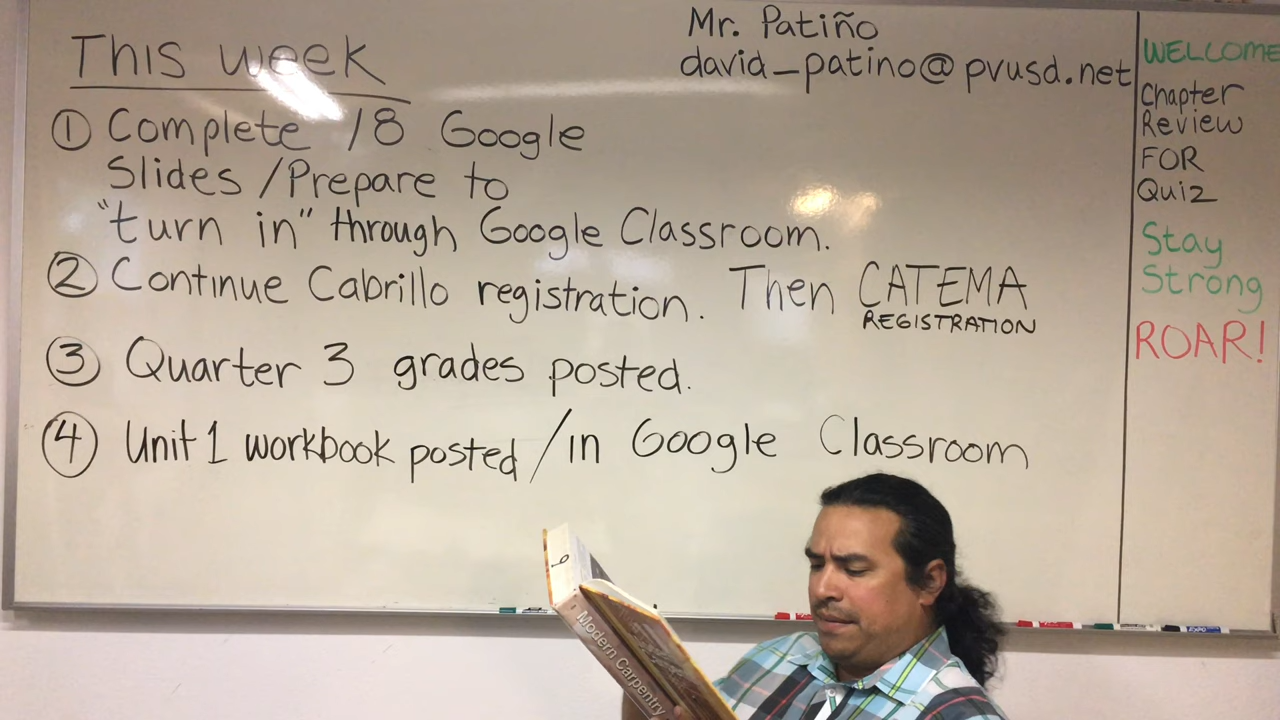 This week
① Complete /8 Google
Slides /Prepare to
"turn in" through Google Classroom.
② Continue Cabrillo registration. Then CATEMA
REGISTRATION
③ Quarter 3 grades posted.
④ Unit 1 workbook posted /in Google Classroom
Mr. Patiño
david_patino@pvusd.net
WELCOME
Chapter
Review
FOR
Quiz
Stay
Strong
ROAR!
9
Modern Carpentry
EXPO